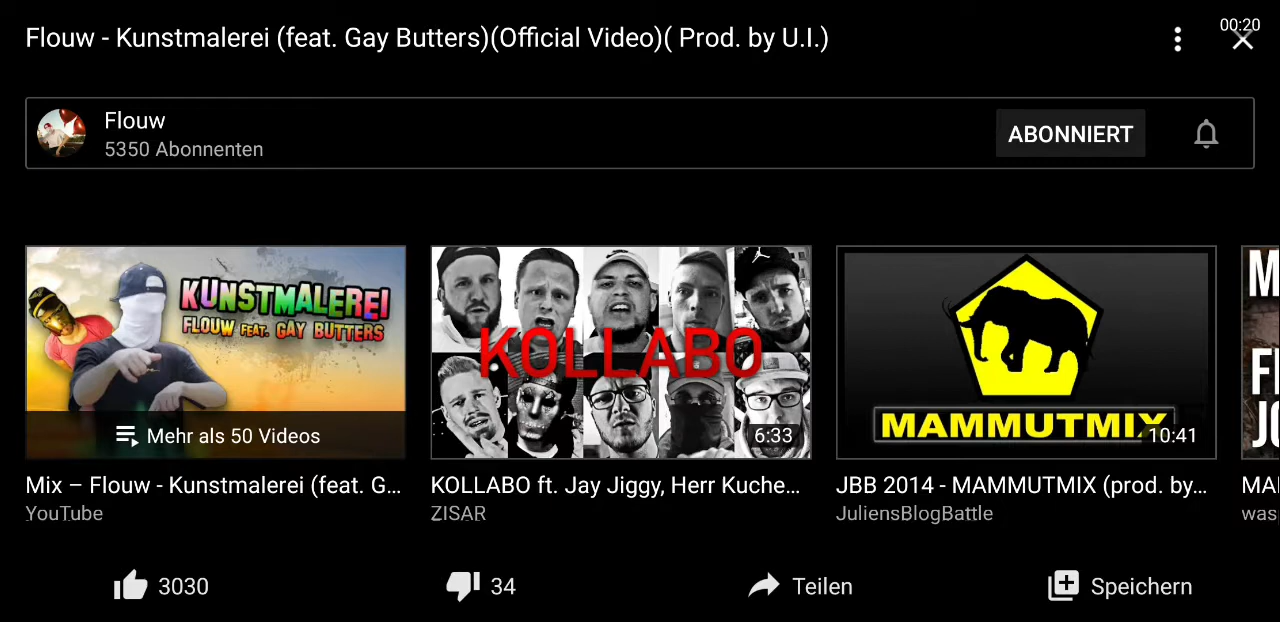 Flouw - Kunstmalerei (feat. Gay Butters)(Official Video)( Prod. by U.I.)
00:20
Flouw
5350 Abonnenten
ABONNIERT
KUNSTMALEREI
FLOUW FEAT. GAY BUTTERS
Mehr als 50 Videos
KOLLABO
6:33
MAMMUTMIX
10:41
Mix – Flouw - Kunstmalerei (feat. G...
YouTube
KOLLABO ft. Jay Jiggy, Herr Kuche...
ZISAR
JBB 2014 - MAMMUTMIX (prod. by...
JuliensBlogBattle
3030
34
Teilen
Speichern